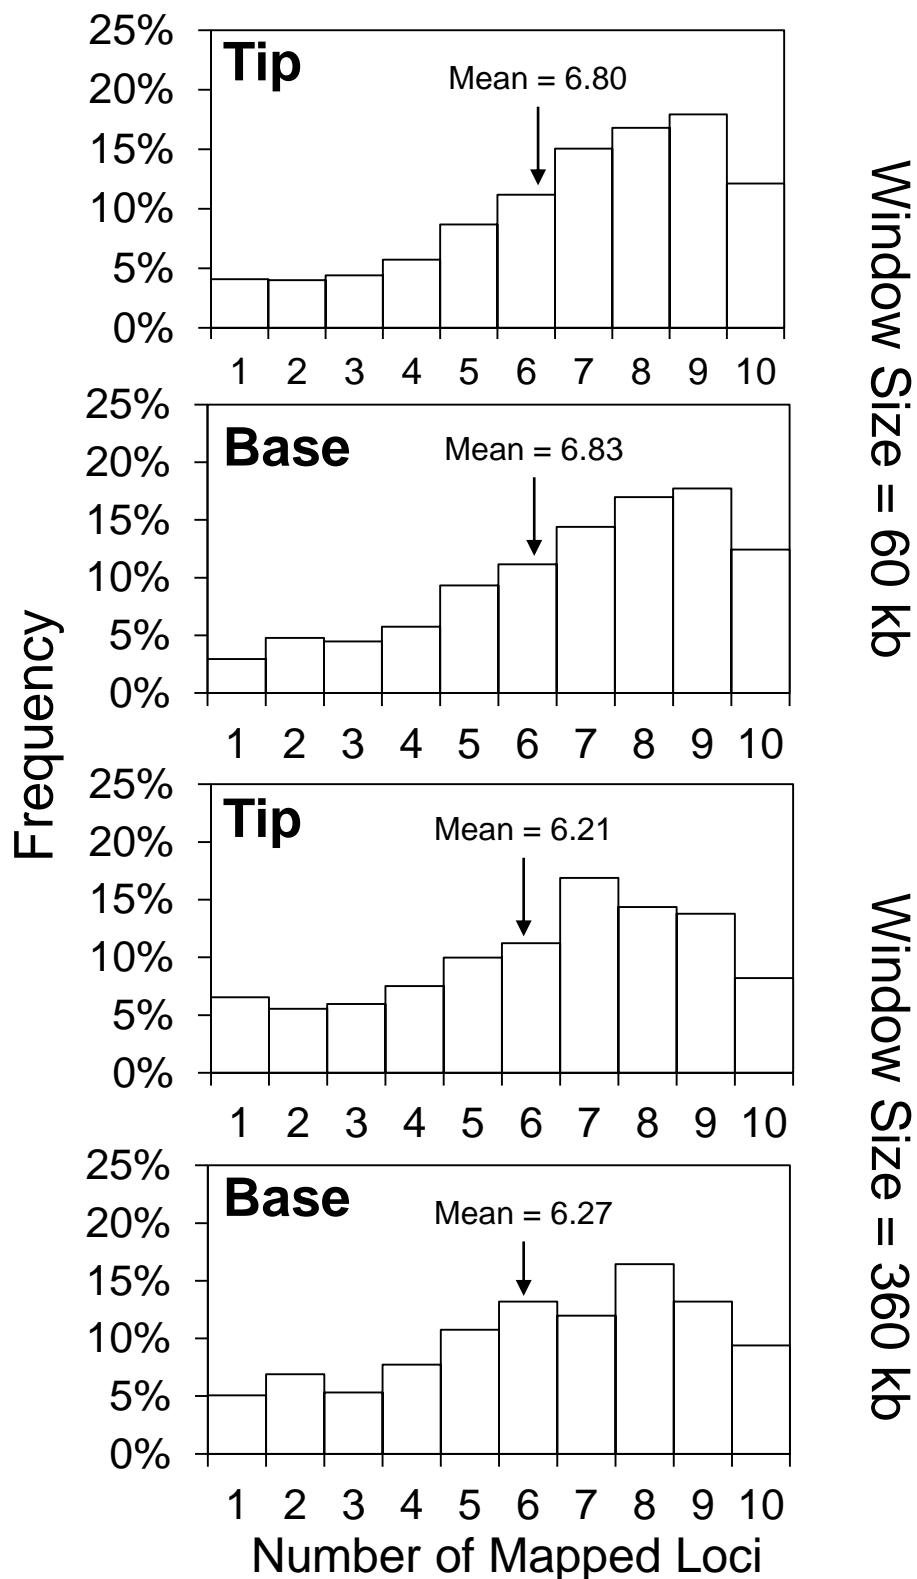 25%
Tip
Mean = 6.80
20%
15%
10%
5%
0%
1 2 3 4 5 6 7 8 9 10
25%
Base
Mean = 6.83
20%
15%
10%
5%
0%
1 2 3 4 5 6 7 8 9 10
Window Size = 60 kb
Frequency
25%
Tip
Mean = 6.21
20%
15%
10%
5%
0%
1 2 3 4 5 6 7 8 9 10
25%
Base
Mean = 6.27
20%
15%
10%
5%
0%
1 2 3 4 5 6 7 8 9 10
Window Size = 360 kb
Number of Mapped Loci